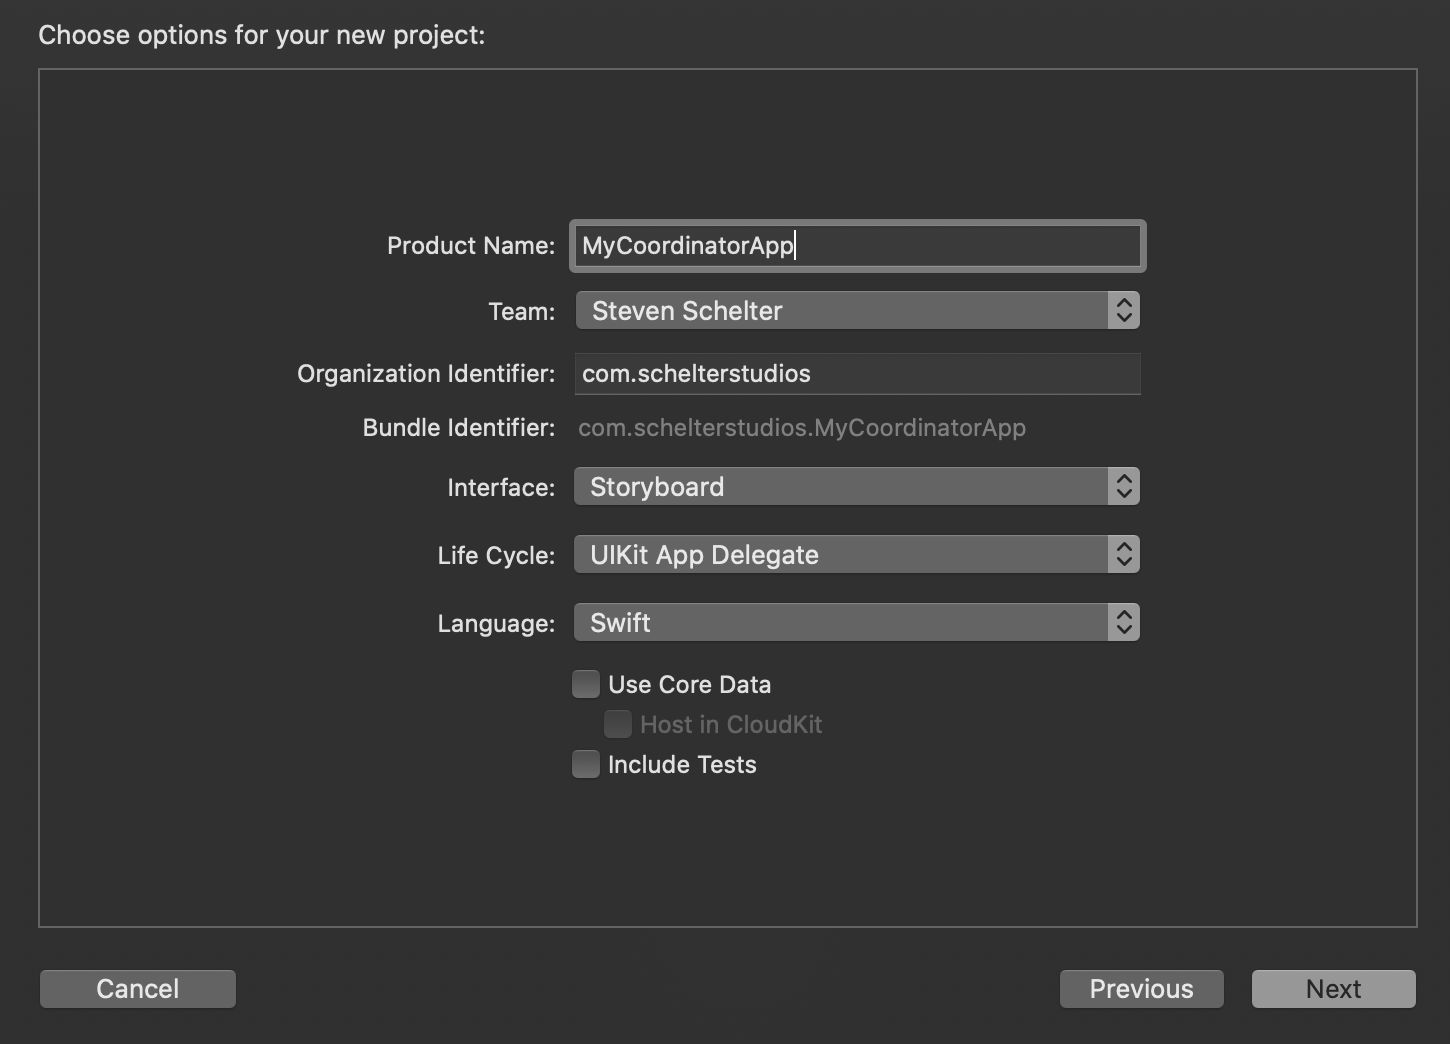 Choose options for your new project:
Product Name: MyCoordinatorApp
Team: Steven Schelter
Organization Identifier: com.schelterstudios
Bundle Identifier: com.schelterstudios.MyCoordinatorApp
Interface: Storyboard
Life Cycle: UIKit App Delegate
Language: Swift
Use Core Data
Host in CloudKit
Include Tests
Cancel Previous Next